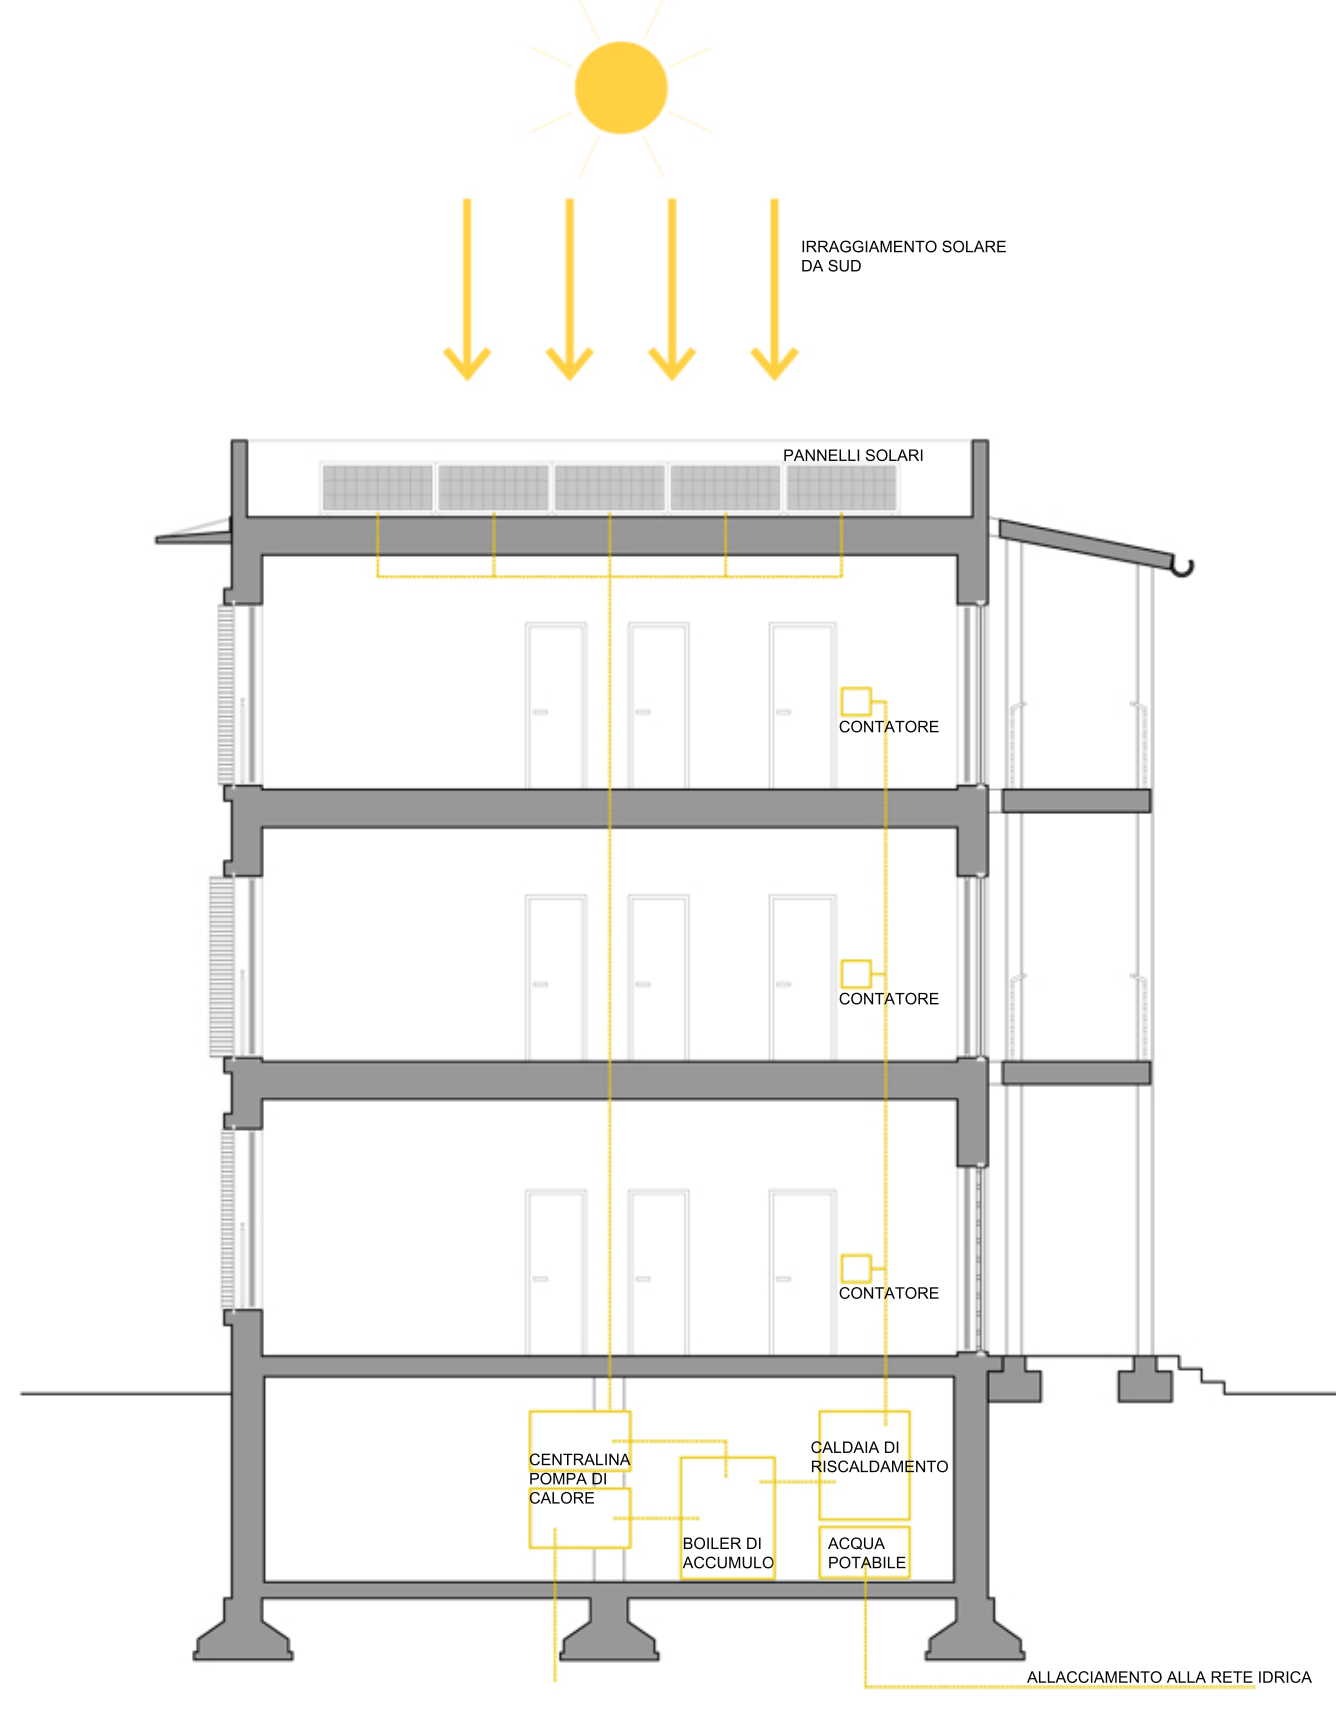 IRRAGGIAMENTO SOLARE
DA SUD
PANNELLI SOLARI
CONTATORE
CONTATORE
CONTATORE
CENTRALINA
POMPA DI
CALORE
CALDAIA DI
RISCALDAMENTO
BOILER DI
ACCUMULO
ACQUA
POTABILE
ALLACCIAMENTO ALLA RETE IDRICA